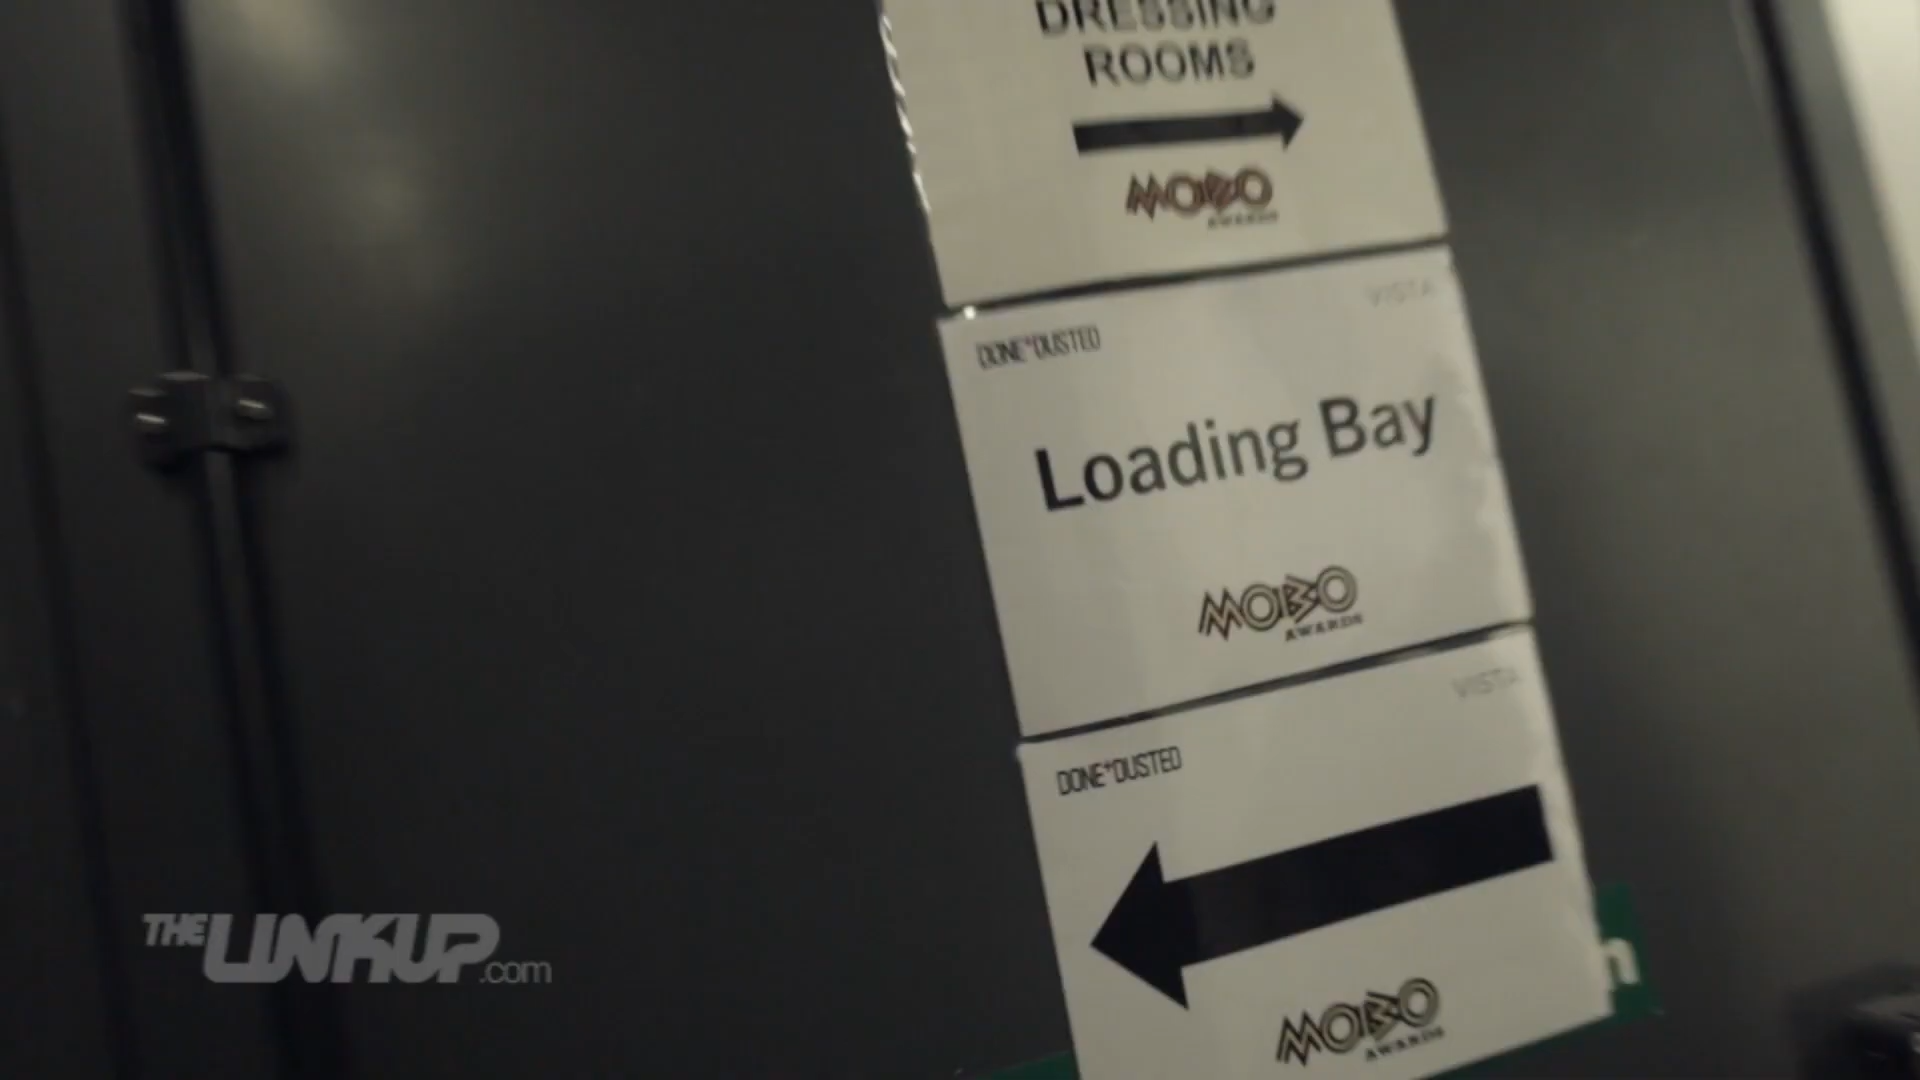 DRESSING
ROOMS
MOBO
AWARDS
VISTA
DONE+DUSTED
Loading Bay
MOBO
AWARDS
VISTA
DONE+DUSTED
MOBO
AWARDS
n
THE LINKUP.com